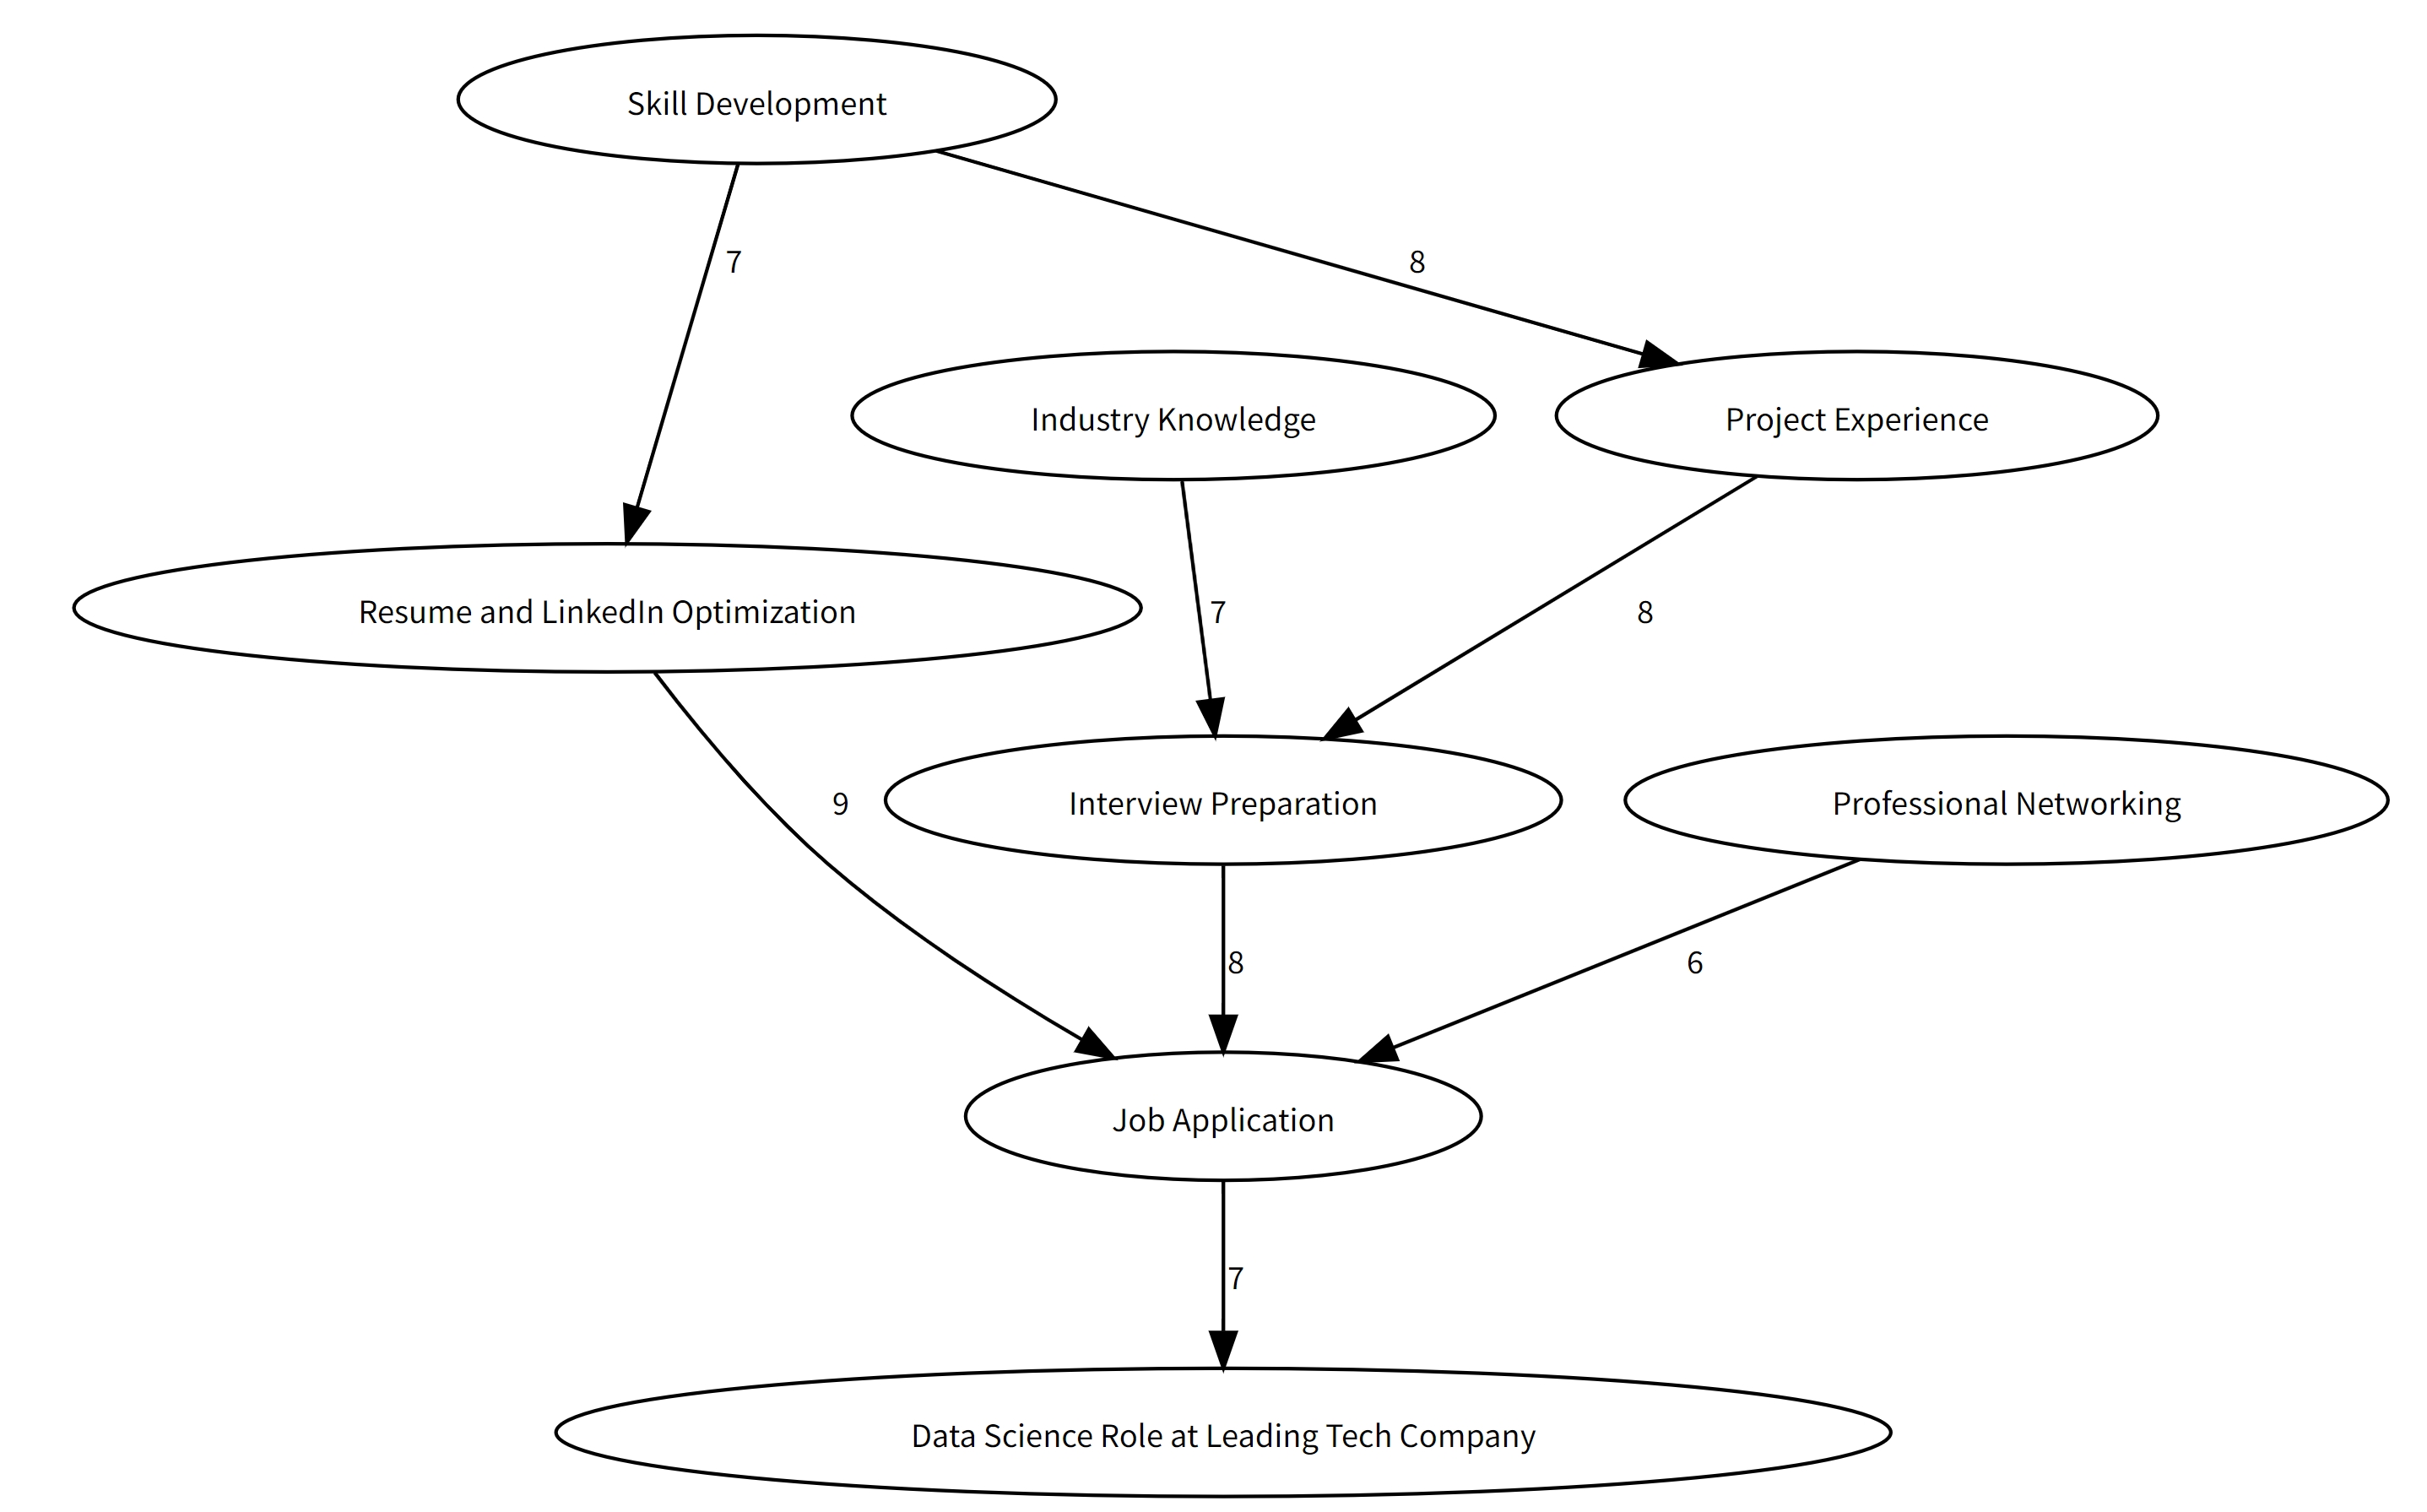 Skill Development
7
8
Industry Knowledge
Project Experience
Resume and LinkedIn Optimization
7
8
9
Interview Preparation
Professional Networking
8
6
Job Application
7
Data Science Role at Leading Tech Company